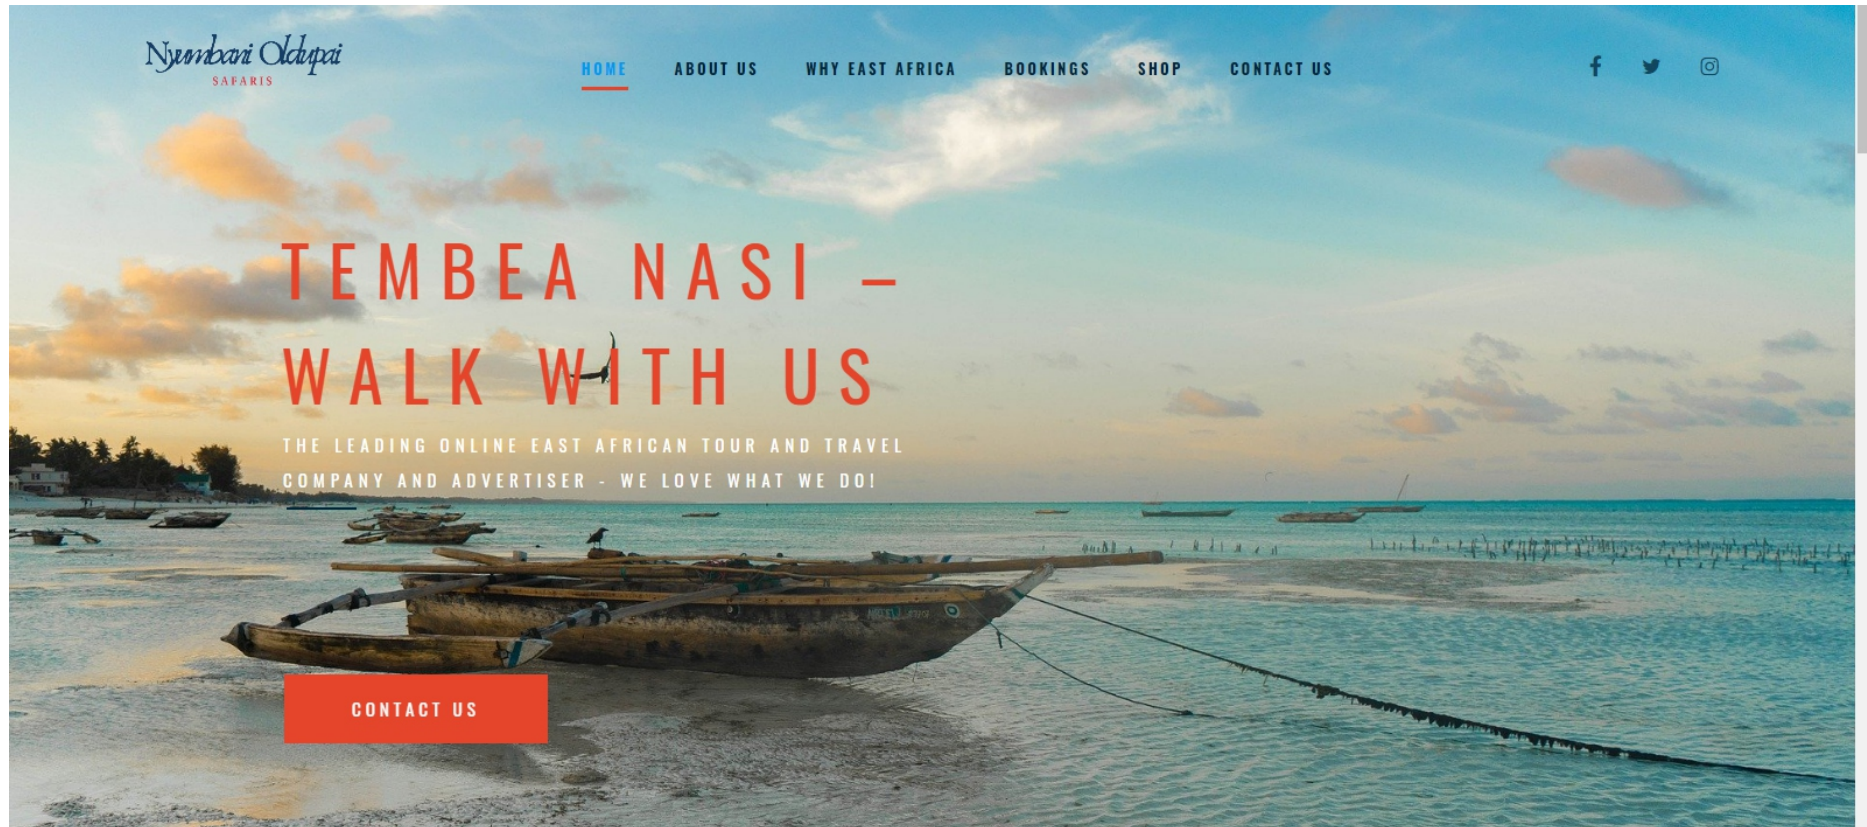 Nyumbani Oldupai
SAFARIS
HOME ABOUT US WHY EAST AFRICA BOOKINGS SHOP CONTACT US
TEMBEA NASI –
WALK WITH US
THE LEADING ONLINE EAST AFRICAN TOUR AND TRAVEL
COMPANY AND ADVERTISER - WE LOVE WHAT WE DO!
CONTACT US